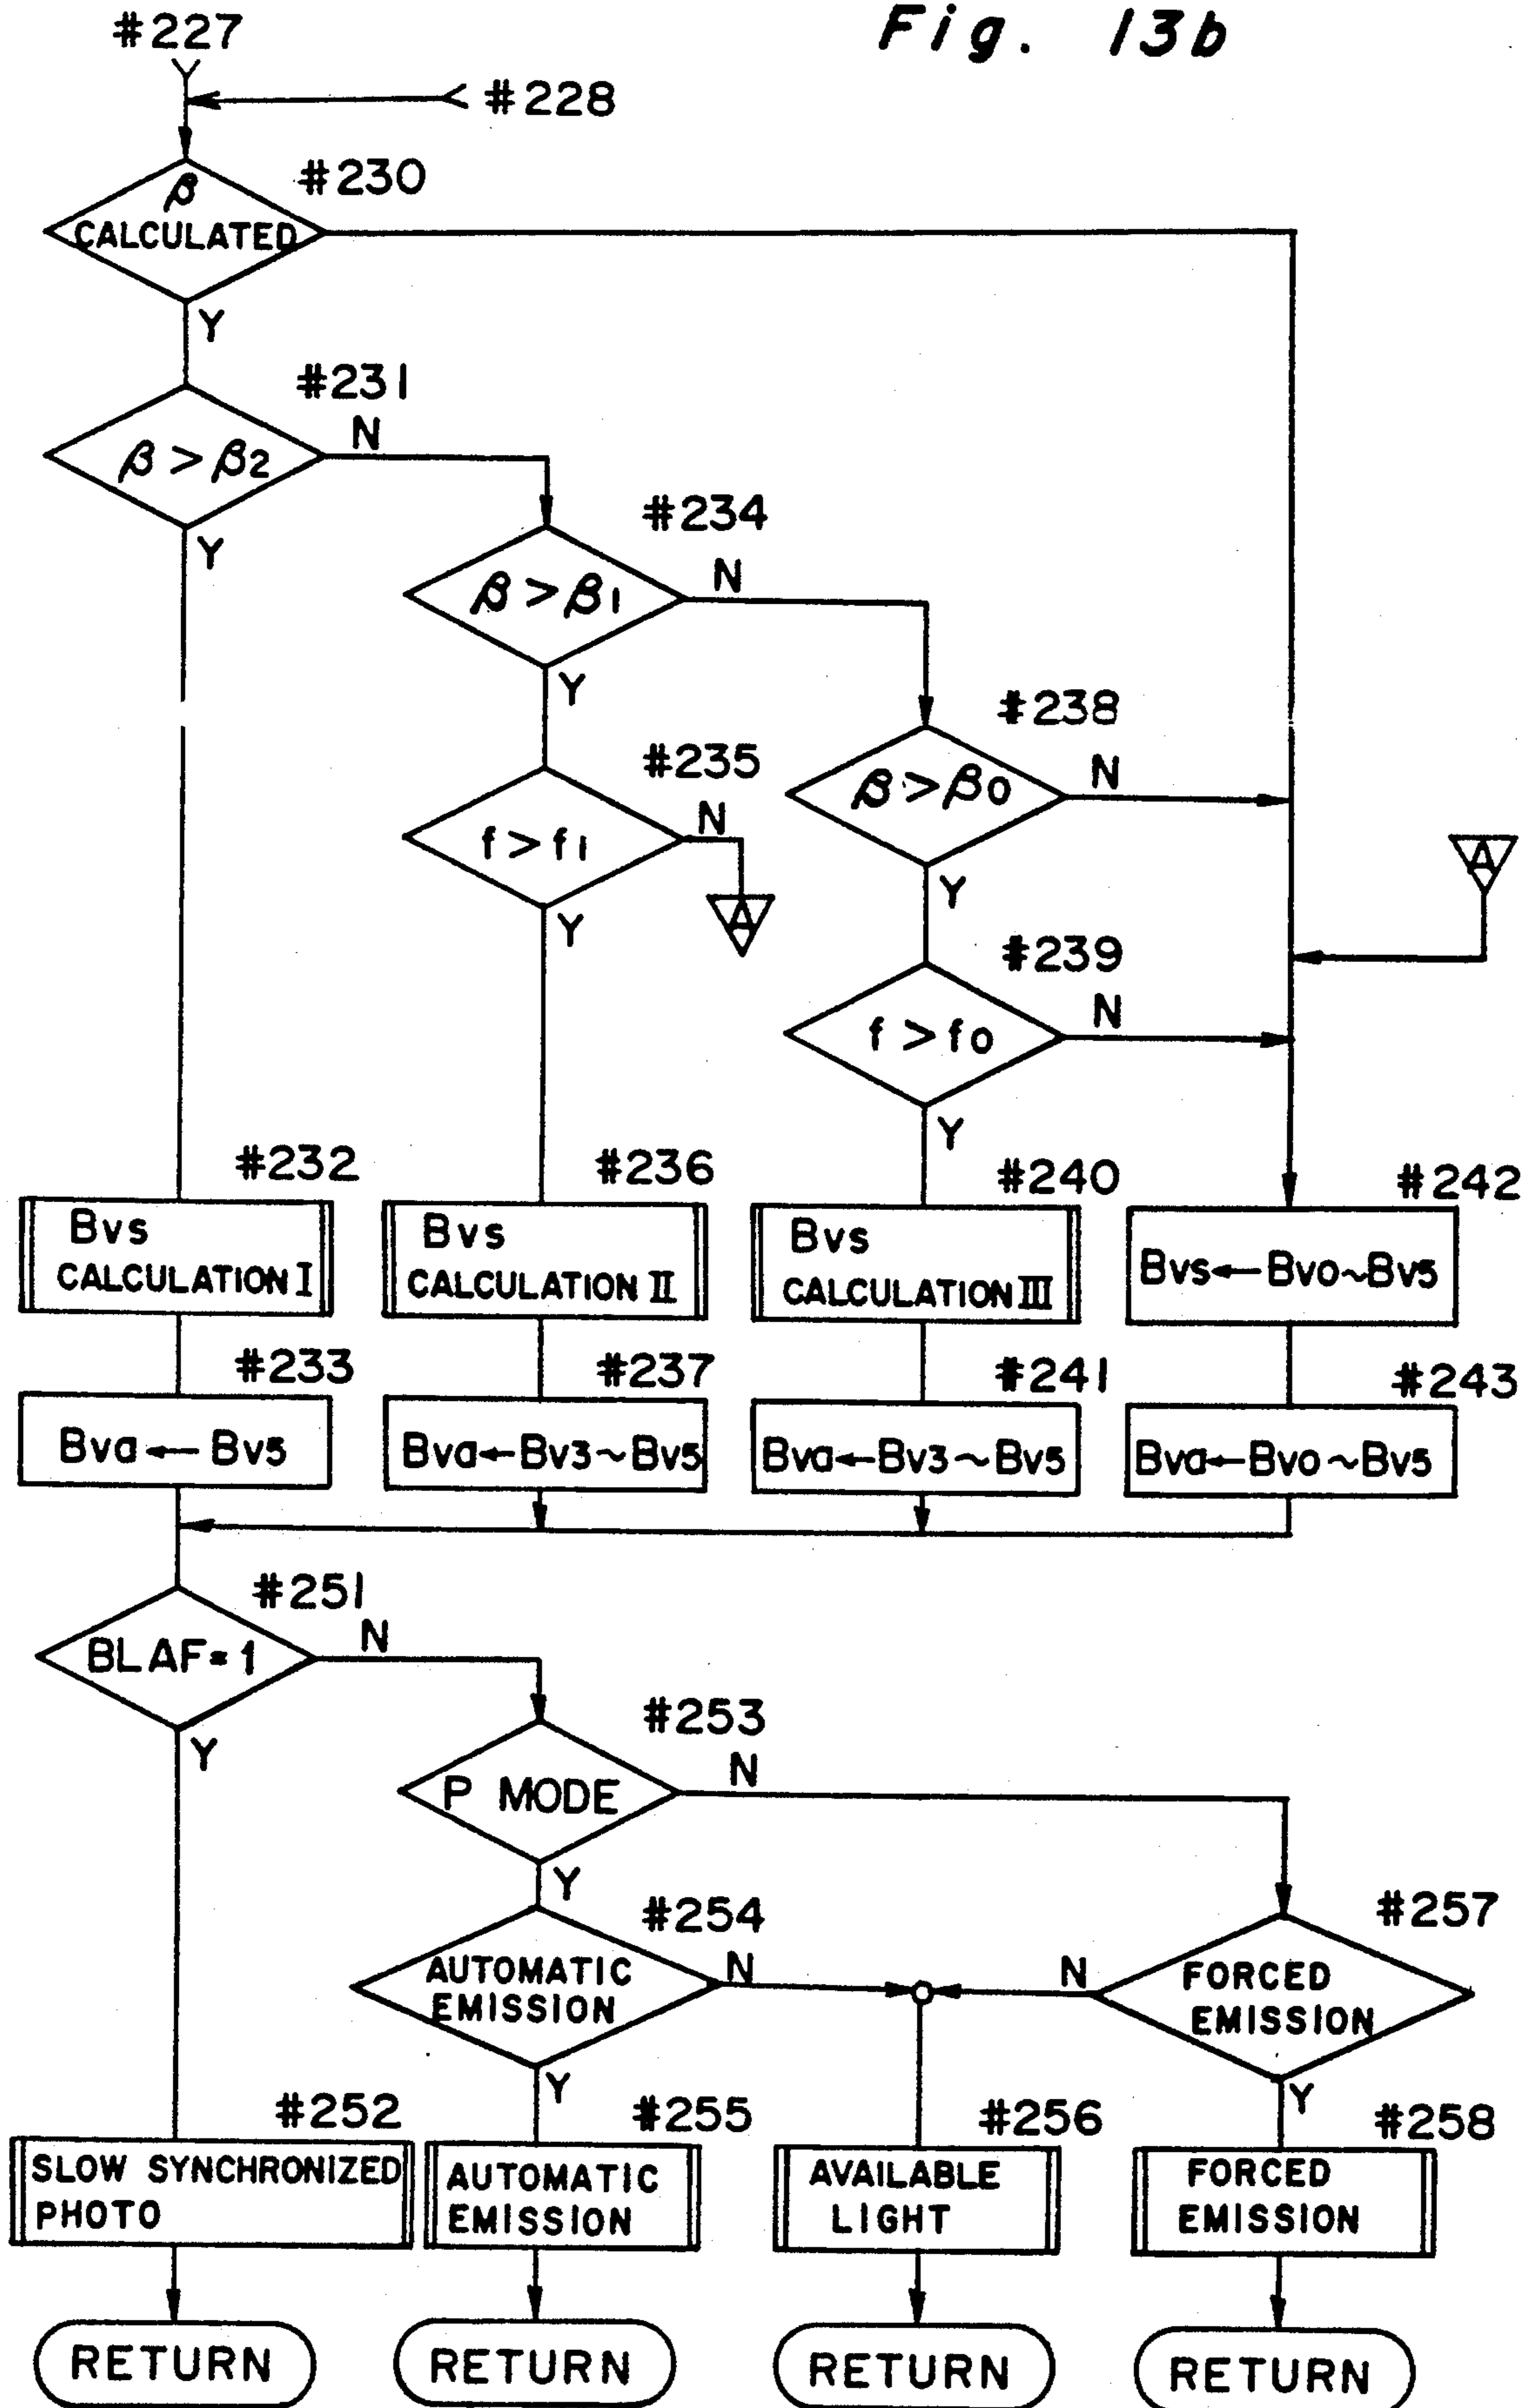 Fig. 13b
#227
#228
#230
β
CALCULATED
Y
#231
β > β2
N
Y
#234
β > β1
N
Y
#238
β > β0
N
Y
#235
f > f1
N
A
Y
A
#239
f > f0
N
Y
#232
Bvs
CALCULATION I
#236
Bvs
CALCULATION II
#240
Bvs
CALCULATION III
#242
Bvs←Bv0~Bv5
#233
Bva ← Bv5
#237
Bva←Bv3~Bv5
#241
Bva←Bv3~Bv5
#243
Bva←Bv0~Bv5
#251
BLAF=1
N
Y
#253
P MODE
N
Y
#254
AUTOMATIC
EMISSION
N
Y
#257
FORCED
EMISSION
N
Y
#252
SLOW SYNCHRONIZED
PHOTO
#255
AUTOMATIC
EMISSION
#256
AVAILABLE
LIGHT
#258
FORCED
EMISSION
RETURN
RETURN
RETURN
RETURN